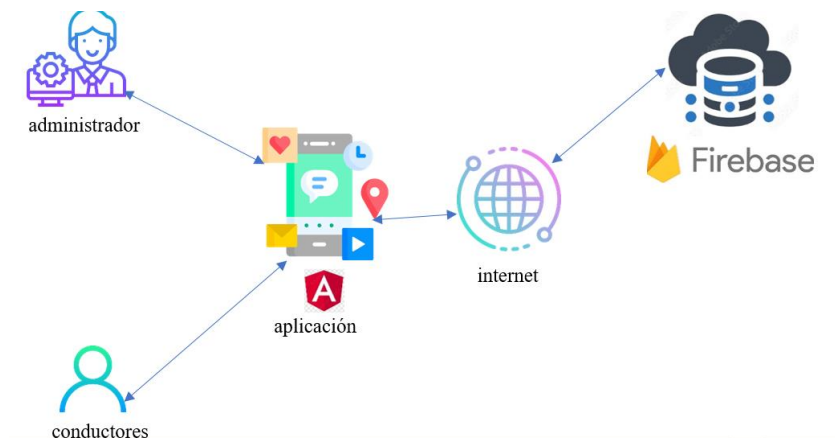 administrador
Firebase
internet
A
aplicación
conductores